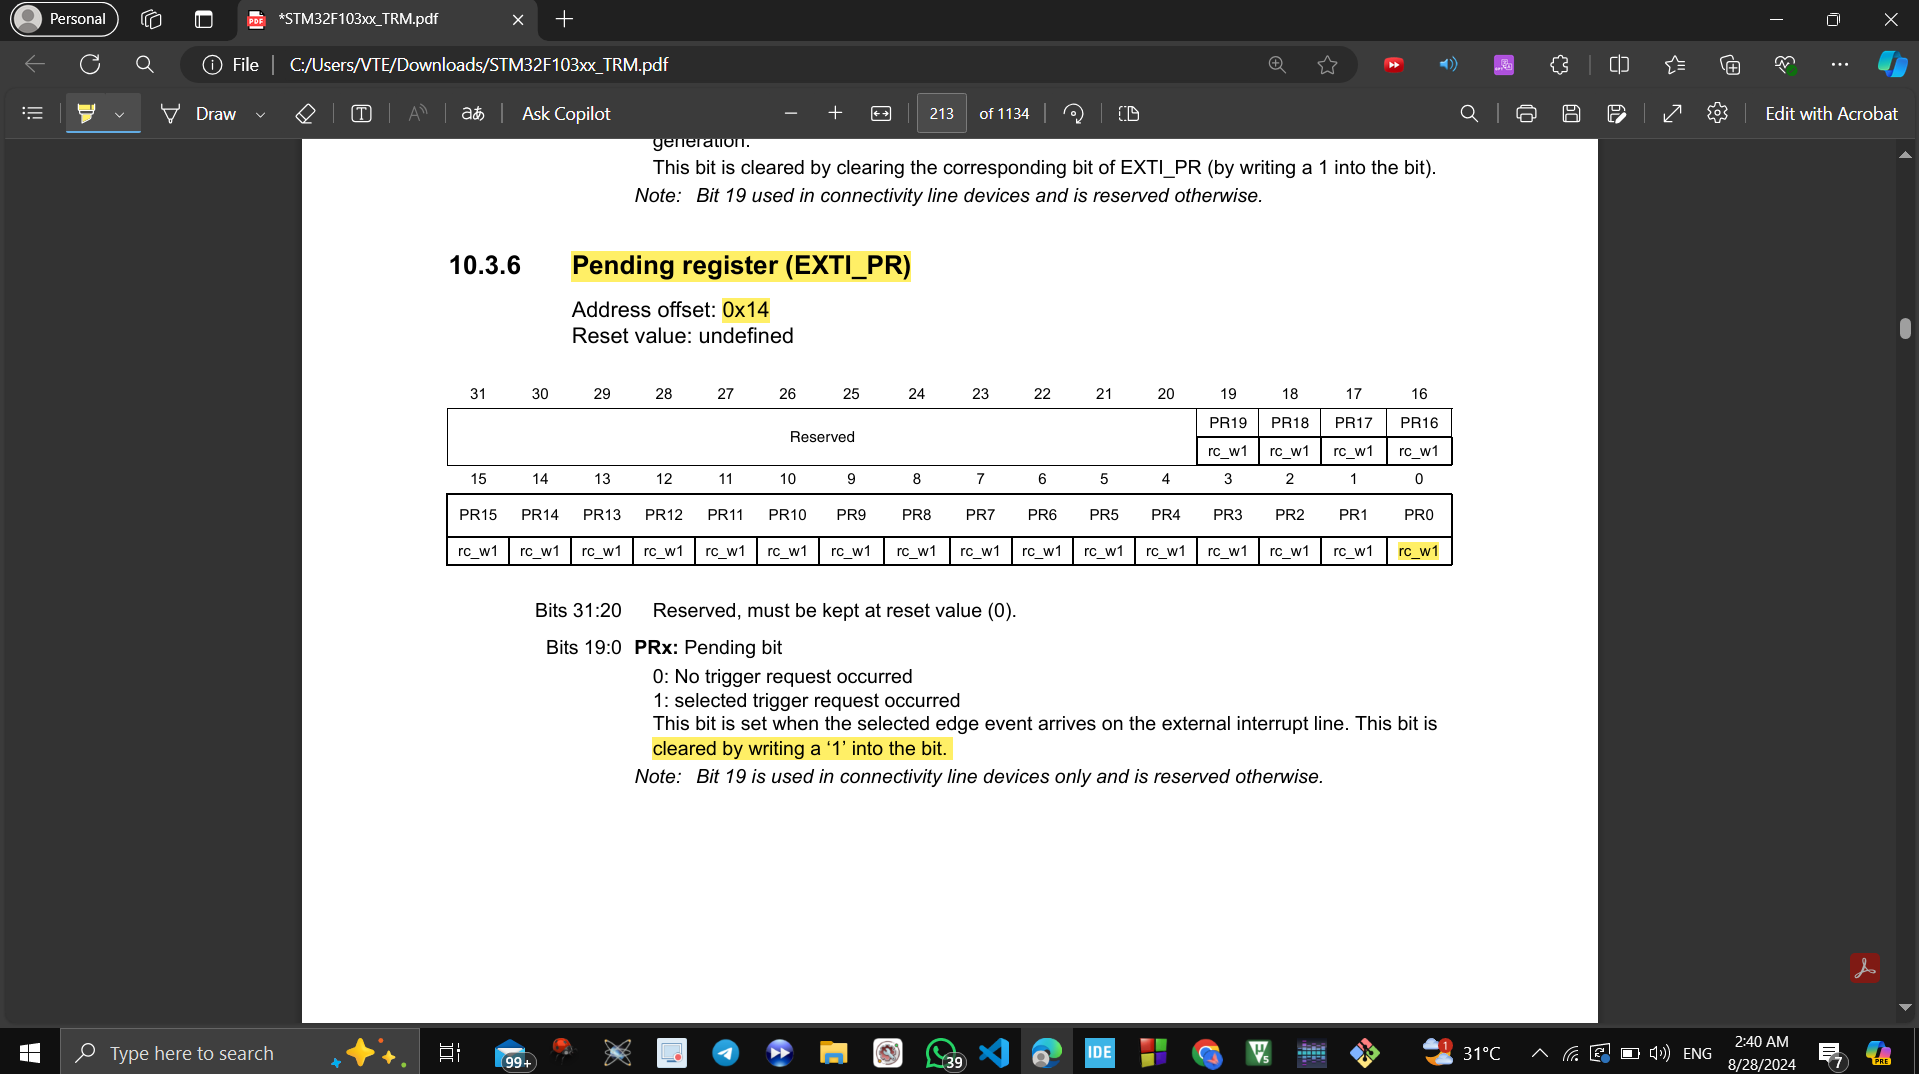 Personal
*STM32F103xx_TRM.pdf
File
C:/Users/VTE/Downloads/STM32F103xx_TRM.pdf
Draw
aあ
Ask Copilot
213
of 1134
Edit with Acrobat
generation.
This bit is cleared by clearing the corresponding bit of EXTI_PR (by writing a 1 into the bit).
Note: Bit 19 used in connectivity line devices and is reserved otherwise.
10.3.6 Pending register (EXTI_PR)
Address offset: 0x14
Reset value: undefined
31 30 29 28 27 26 25 24 23 22 21 20 19 18 17 16
Reserved
PR19 PR18 PR17 PR16
rc_w1 rc_w1 rc_w1 rc_w1
15 14 13 12 11 10 9 8 7 6 5 4 3 2 1 0
PR15 PR14 PR13 PR12 PR11 PR10 PR9 PR8 PR7 PR6 PR5 PR4 PR3 PR2 PR1 PR0
rc_w1 rc_w1 rc_w1 rc_w1 rc_w1 rc_w1 rc_w1 rc_w1 rc_w1 rc_w1 rc_w1 rc_w1 rc_w1 rc_w1 rc_w1 rc_w1
Bits 31:20 Reserved, must be kept at reset value (0).
Bits 19:0 PRx: Pending bit
0: No trigger request occurred
1: selected trigger request occurred
This bit is set when the selected edge event arrives on the external interrupt line. This bit is
cleared by writing a ‘1’ into the bit.
Note: Bit 19 is used in connectivity line devices only and is reserved otherwise.
Type here to search
99+
39
IDE
1
31°C
ENG
2:40 AM
8/28/2024
7
PRE